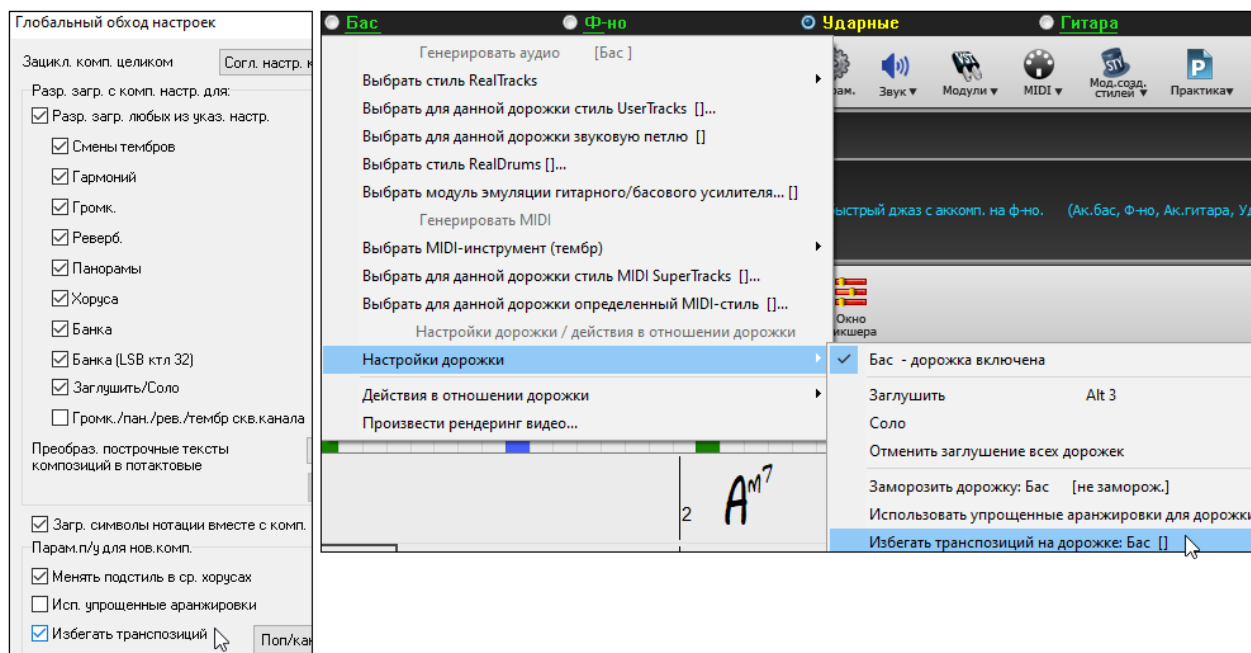 Глобальный обход настроек
Зацикл. комп. целиком
Согл. настр.
Разр. загр. с комп. настр. для:
Разр. загр. любых из указ. настр.
Смены тембров
Гармоний
Громк.
Реверб.
Панорамы
Хоруса
Банка
Банка (LSB ктл 32)
Заглушить/Соло
Громк./пан./рев./тембр скв.канала
Преобраз. построчные тексты
композиций в потактовые
Загр. символы нотации вместе с комп.
Парам.п/у для нов.комп.
Менять подстиль в ср. хорусах
Исп. упрощенные аранжировки
Избегать транспозиций
Поп/
Бас
Ф-но
Ударные
Гитара
Генерировать аудио [Бас ]
Выбрать стиль RealTracks
Выбрать для данной дорожки стиль UserTracks []...
Выбрать для данной дорожки звуковую петлю []
Выбрать стиль RealDrums []...
Выбрать модуль эмуляции гитарного/басового усилителя... []
Генерировать MIDI
Выбрать MIDI-инструмент (тембр)
Выбрать для данной дорожки стиль MIDI SuperTracks []...
Выбрать для данной дорожки определенный MIDI-стиль []...
Настройки дорожки / действия в отношении дорожки
Настройки дорожки
Действия в отношении дорожки
Произвести рендеринг видео...
Звук
Модули
MIDI
Мод.созд.
стилей
Практика
джаз с аккомп. на ф-но. (Ак.бас, Ф-но, Ак.гитара,
Окно
Бас - дорожка включена
Заглушить Alt 3
Соло
Отменить заглушение всех дорожек
Заморозить дорожку: Бас [не заморож.]
Использовать упрощенные аранжировки для дорожки
Избегать транспозиций на дорожке: Бас []
2 Am7